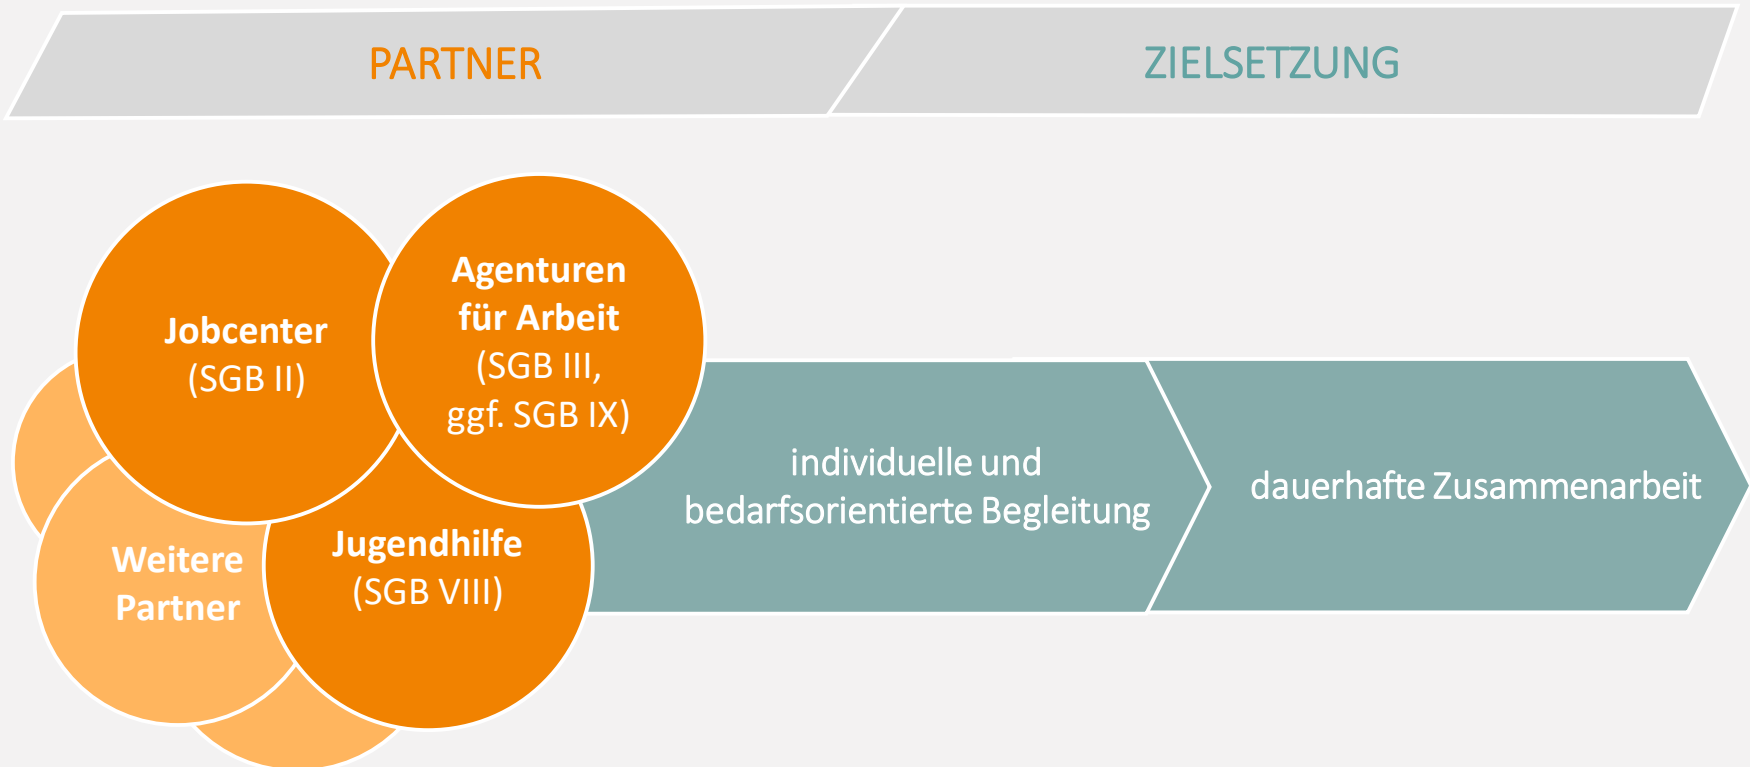 PARTNER
ZIELSETZUNG
Jobcenter
(SGB II)
Agenturen
für Arbeit
(SGB III,
ggf. SGB IX)
Weitere
Partner
Jugendhilfe
(SGB VIII)
individuelle und
bedarfsorientierte Begleitung
dauerhafte Zusammenarbeit